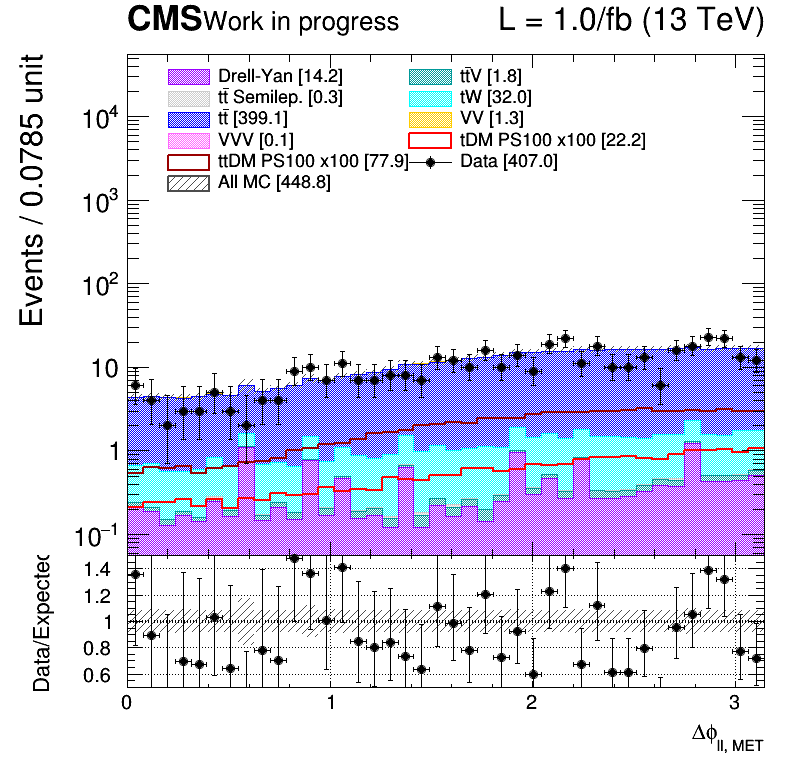 CMS Work in progress L = 1.0/fb (13 TeV)
Events / 0.0785 unit
Drell-Yan [14.2] tt̄V [1.8]
tt̄ Semilep. [0.3] tW [32.0]
tt̄ [399.1] VV [1.3]
VVV [0.1] tDM PS100 x100 [22.2]
ttDM PS100 x100 [77.9] Data [407.0]
All MC [448.8]
10⁴
10³
10²
10
1
10⁻¹
Data/Expected
1.4
1.2
1
0.8
0.6
0 1 2 3
Δϕ ll, MET